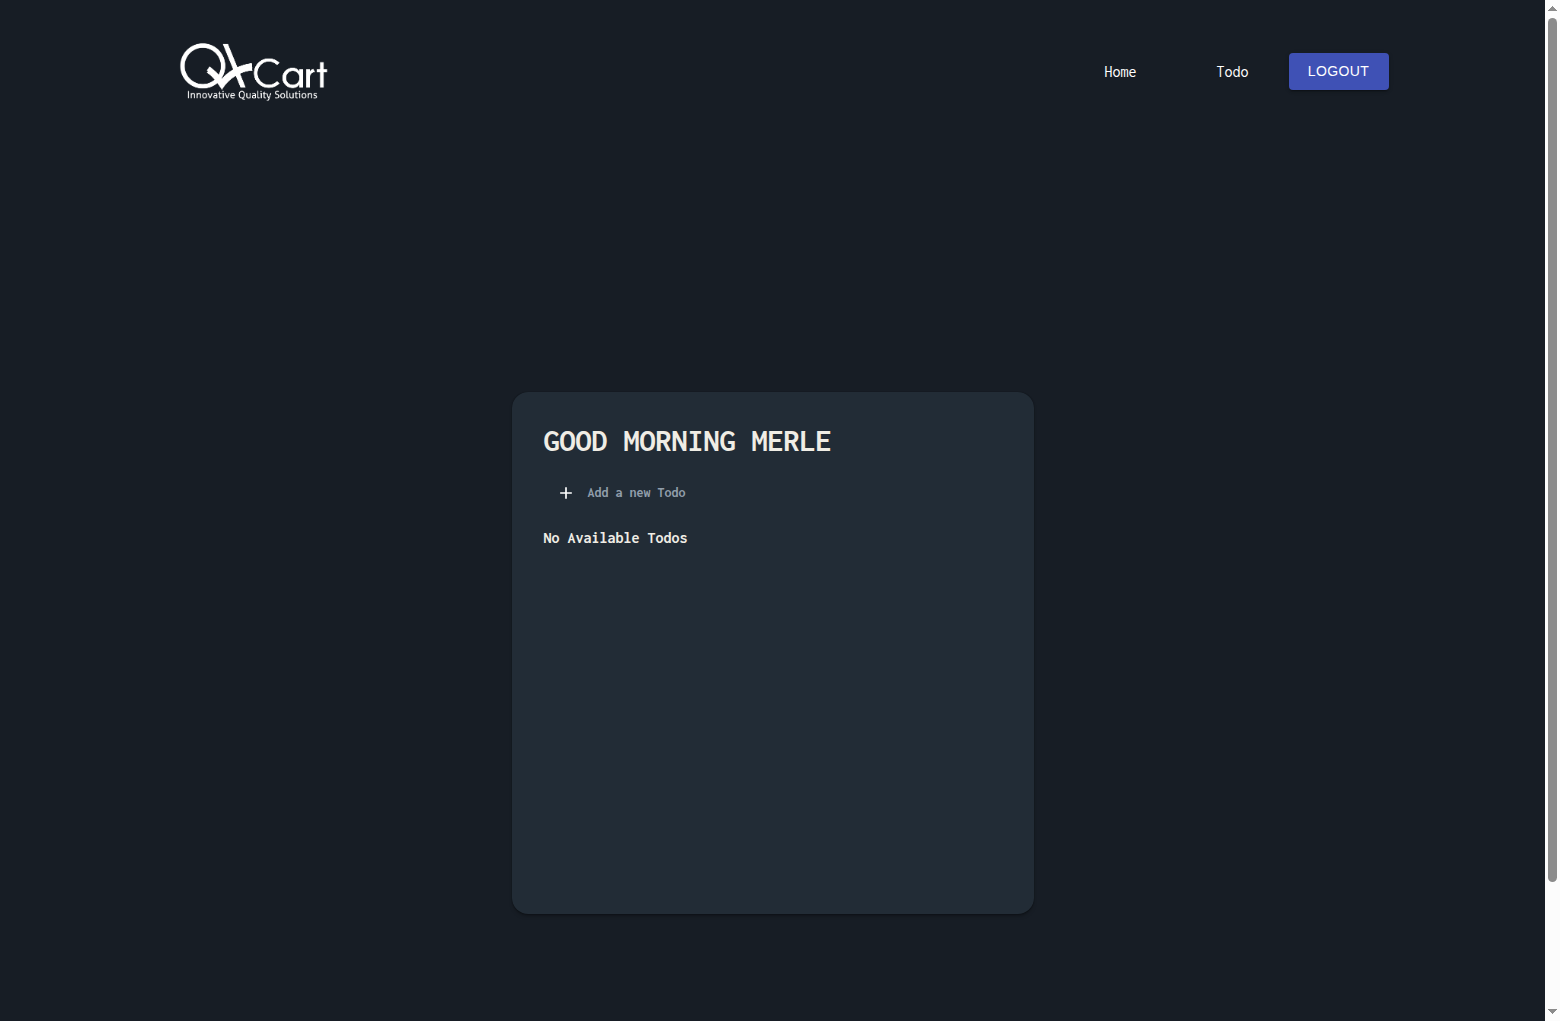 QACart
Innovative Quality Solutions
Home
Todo
LOGOUT
GOOD MORNING MERLE
Add a new Todo
No Available Todos